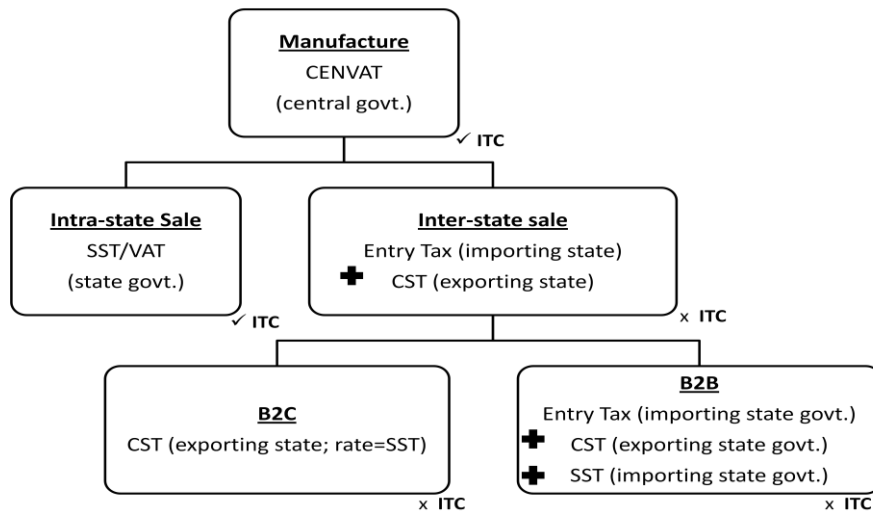 Manufacture
CENVAT
(central govt.)
✓ ITC
Intra-state Sale
SST/VAT
(state govt.)
✓ ITC
Inter-state sale
Entry Tax (importing state)
✚ CST (exporting state)
x ITC
B2C
CST (exporting state; rate=SST)
x ITC
B2B
Entry Tax (importing state govt.)
✚ CST (exporting state govt.)
✚ SST (importing state govt.)
x ITC